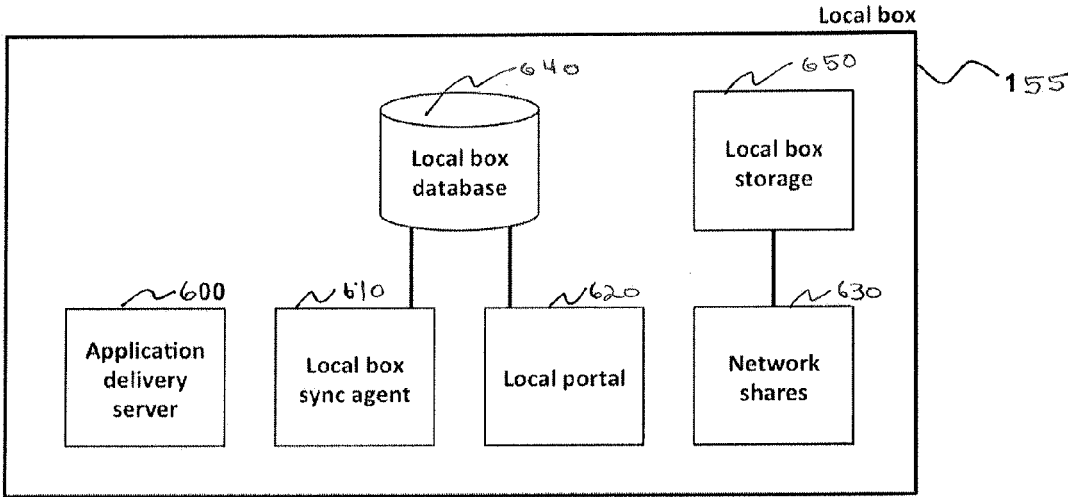 Local box
155
640
650
Local box
database
Local box
storage
600
610
620
630
Application
delivery
server
Local box
sync agent
Local portal
Network
shares